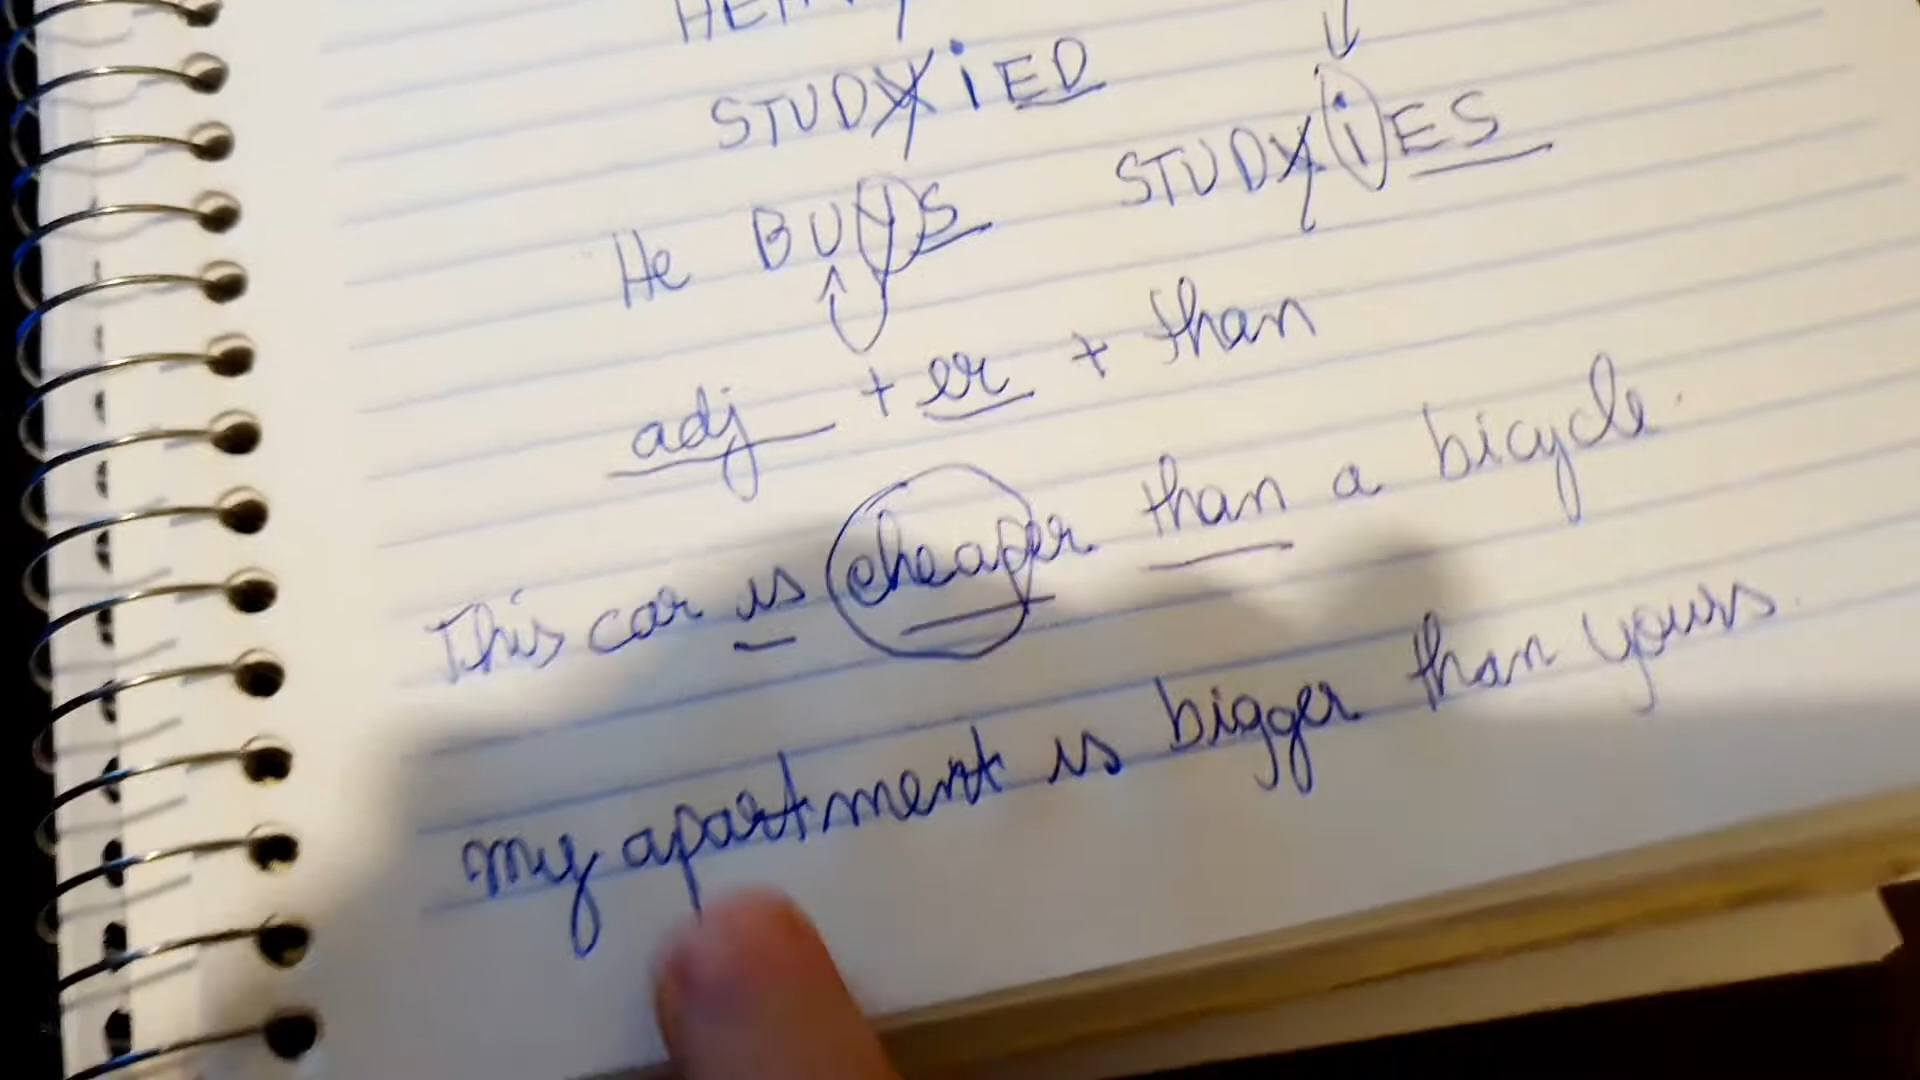 STUDYiED
STUDYiES
He BUYS
adj + er + than
This car is cheaper than a bicycle.
my apartment is bigger than yours.